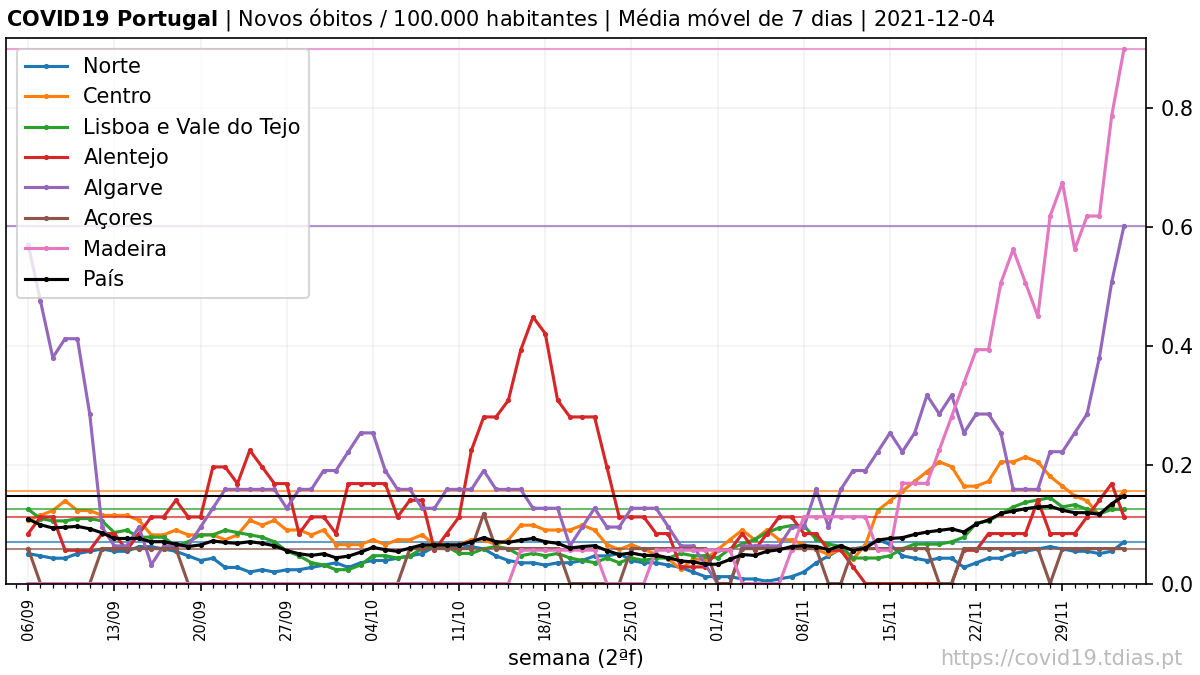 COVID19 Portugal | Novos óbitos / 100.000 habitantes | Média móvel de 7 dias | 2021-12-04
Norte
Centro
Lisboa e Vale do Tejo
Alentejo
Algarve
Açores
Madeira
País
0.8
0.6
0.4
0.2
0.0
06/09 13/09 20/09 27/09 04/10 11/10 18/10 25/10 01/11 08/11 15/11 22/11 29/11
semana (2ªf)
https://covid19.tdias.pt